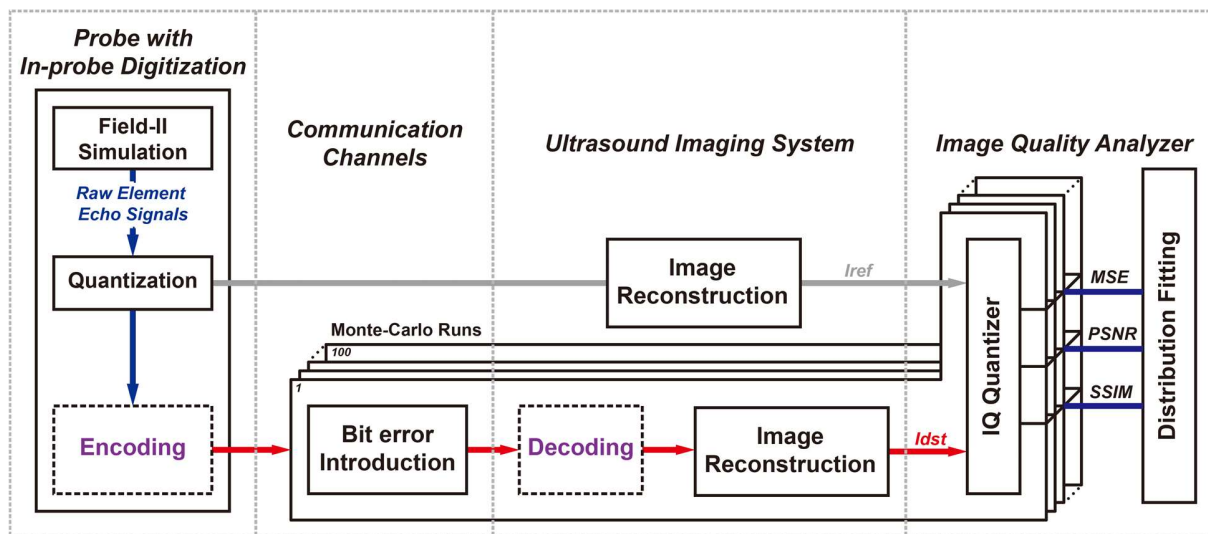 Probe with
In-probe Digitization
Field-II
Simulation
Raw Element
Echo Signals
Quantization
Encoding
Communication
Channels
Monte-Carlo Runs
100
1
Bit error
Introduction
Ultrasound Imaging System
Image
Reconstruction
Iref
Decoding
Image
Reconstruction
Idst
Image Quality Analyzer
IQ Quantizer
MSE
PSNR
SSIM
Distribution Fitting